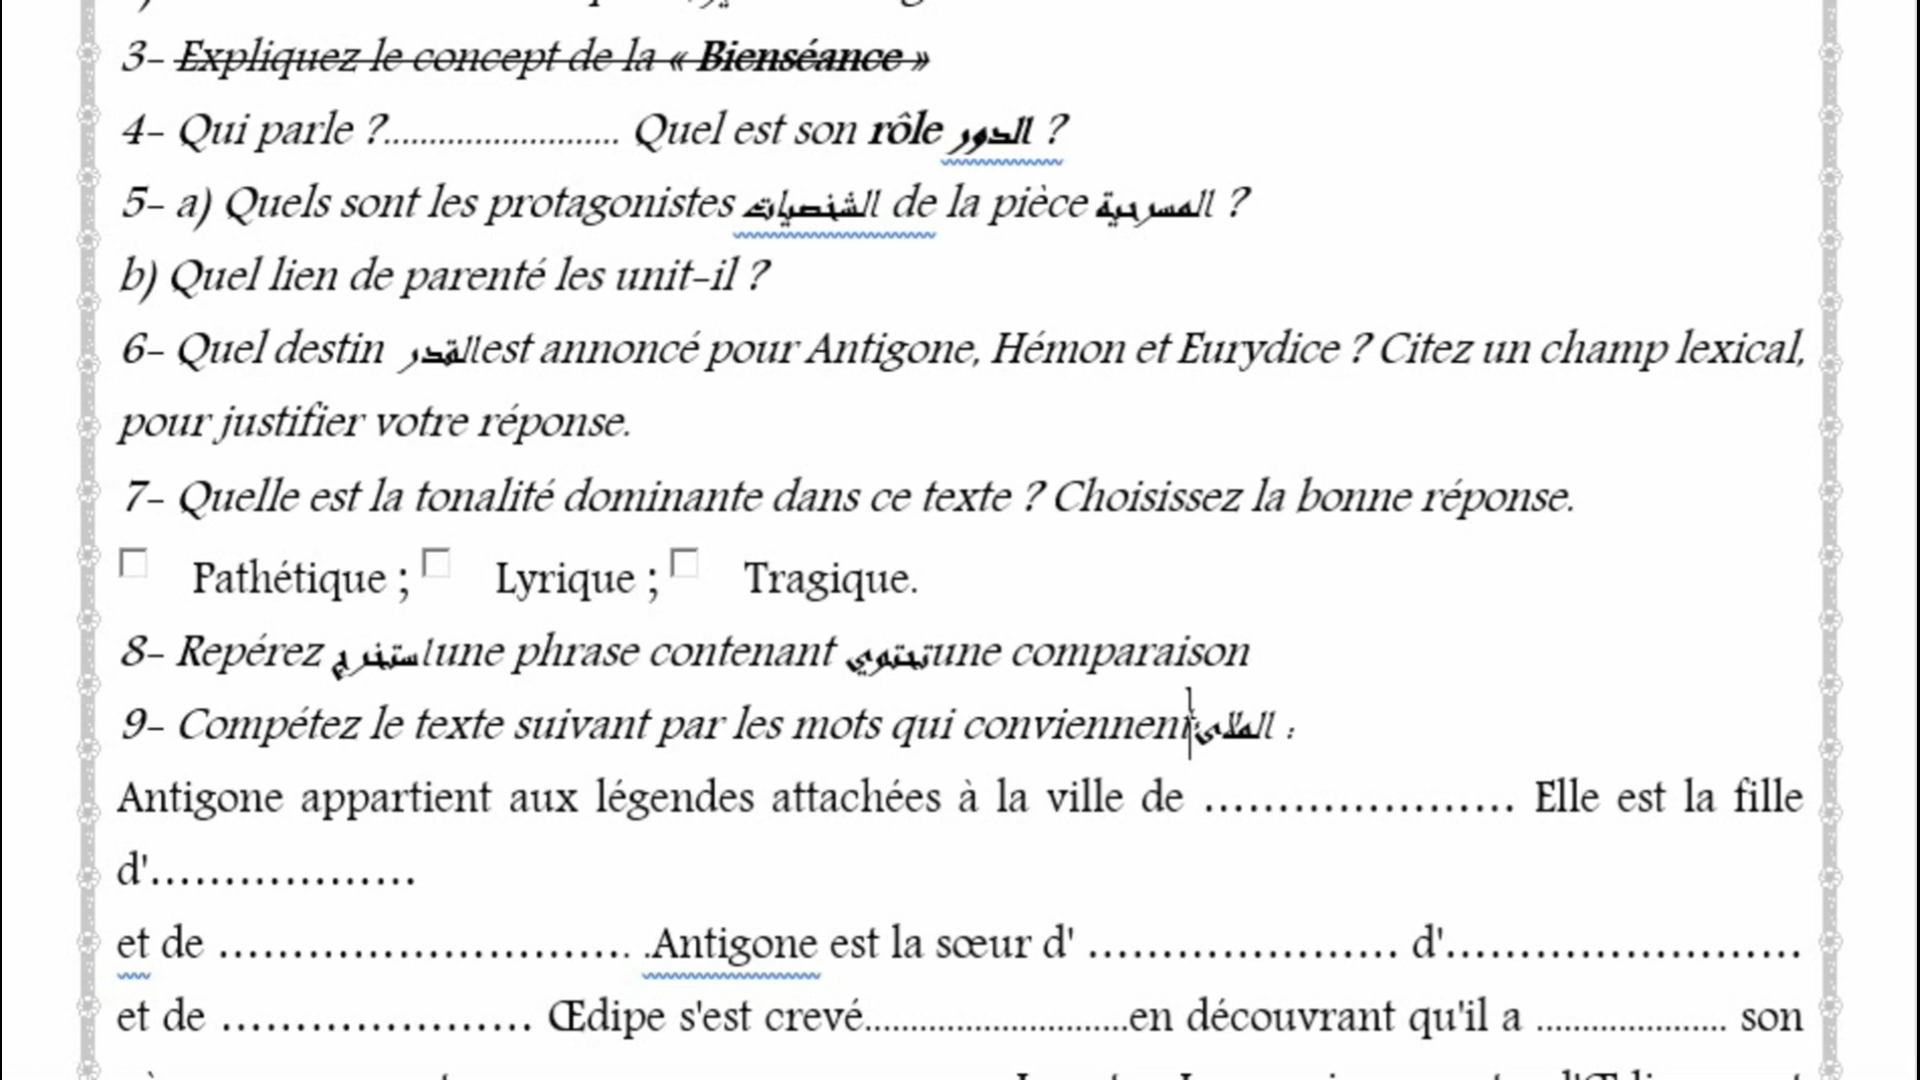 3- Expliquez le concept de la « Bienséance »
4- Qui parle ?.......................... Quel est son rôle الدور ?
5- a) Quels sont les protagonistes الشخصيات de la pièce المسرحية ?
b) Quel lien de parenté les unit-il ?
6- Quel destin القدر est annoncé pour Antigone, Hémon et Eurydice ? Citez un champ lexical,
pour justifier votre réponse.
7- Quelle est la tonalité dominante dans ce texte ? Choisissez la bonne réponse.
Pathétique ; Lyrique ; Tragique.
8- Repérez استخرج une phrase contenant تحتوي une comparaison
9- Compétez le texte suivant par les mots qui conviennent الملائ :
Antigone appartient aux légendes attachées à la ville de ..................... Elle est la fille
d'..................
et de ............................. .Antigone est la sœur d' ..................... d'........................
et de ..................... Œdipe s'est crevé.............................en découvrant qu'il a ..................... son